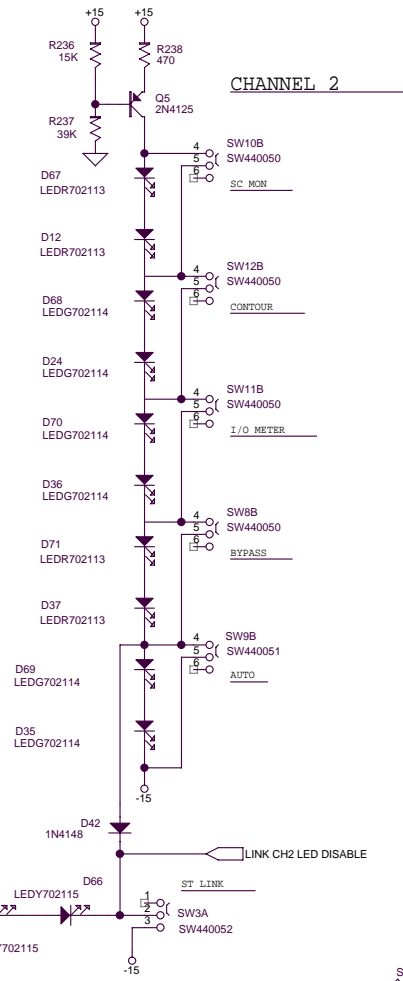 +15
+15
R236
15K
R238
470
CHANNEL 2
Q5
2N4125
R237
39K
4
5
6
SW10B
SW440050
SC MON
D67
LEDR702113
D12
LEDR702113
4
5
6
SW12B
SW440050
CONTOUR
D68
LEDG702114
D24
LEDG702114
4
5
6
SW11B
SW440050
I/O METER
D70
LEDG702114
D36
LEDG702114
4
5
6
SW8B
SW440050
BYPASS
D71
LEDR702113
D37
LEDR702113
4
5
6
SW9B
SW440051
AUTO
D69
LEDG702114
D35
LEDG702114
-15
D42
1N4148
LINK CH2 LED DISABLE
D66
LEDY702115
ST LINK
1
2
3
SW3A
SW440052
Y702115
-15
S